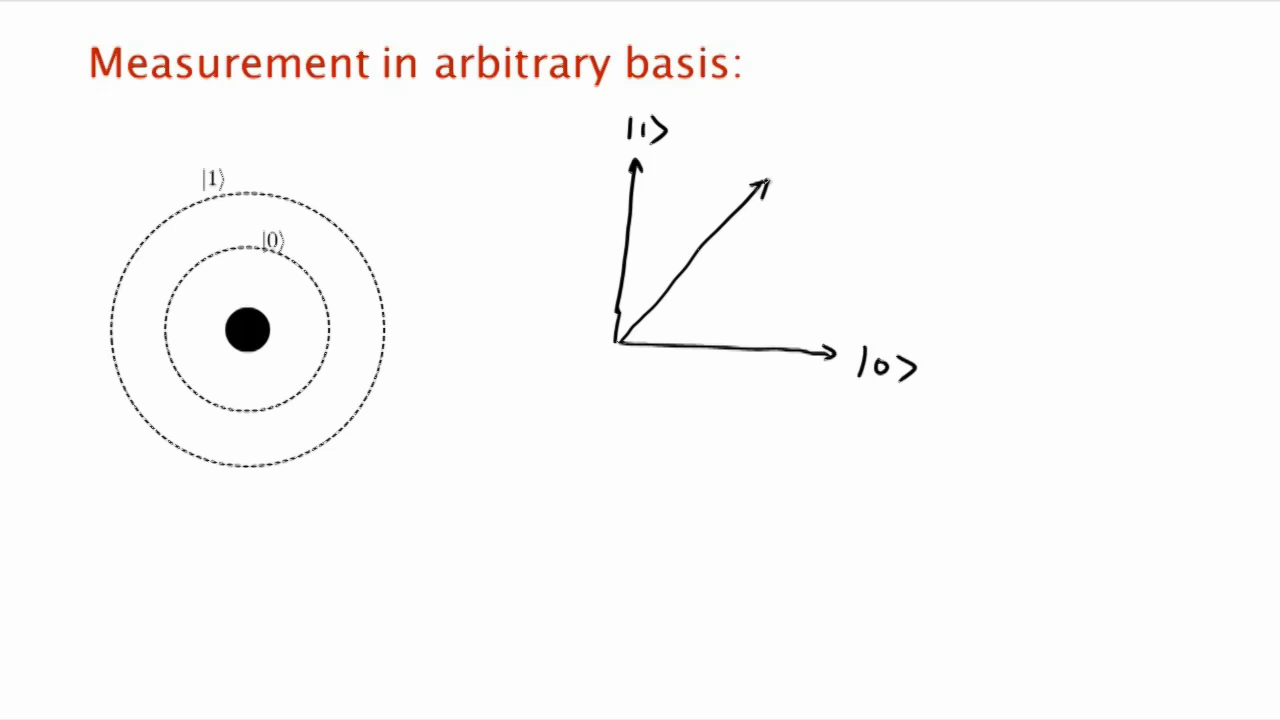 Measurement in arbitrary basis:
|1⟩
|1⟩
|0⟩
|0⟩